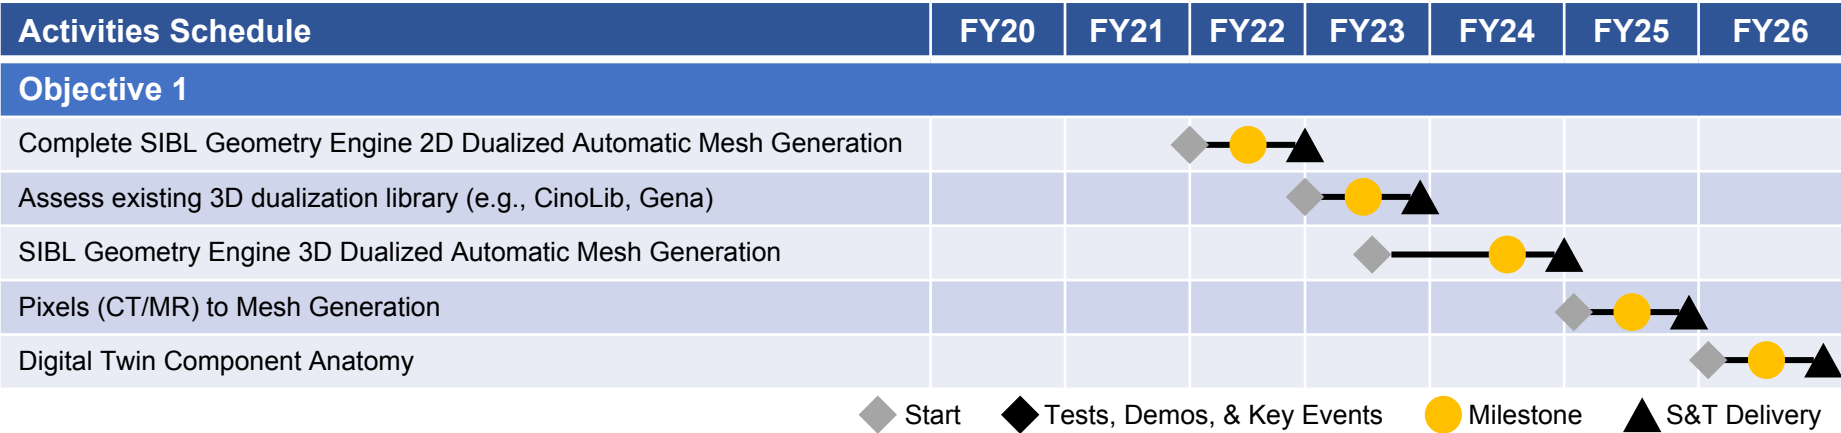 Activities Schedule FY20 FY21 FY22 FY23 FY24 FY25 FY26
Objective 1
Complete SIBL Geometry Engine 2D Dualized Automatic Mesh Generation
Assess existing 3D dualization library (e.g., CinoLib, Gena)
SIBL Geometry Engine 3D Dualized Automatic Mesh Generation
Pixels (CT/MR) to Mesh Generation
Digital Twin Component Anatomy
Start Tests, Demos, & Key Events Milestone S&T Delivery